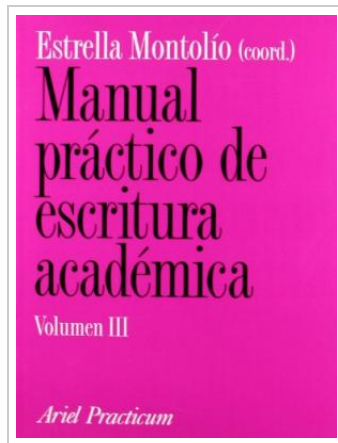 Estrella Montolío (coord.)
Manual
práctico de
escritura
académica
Volumen III
Ariel Practicum